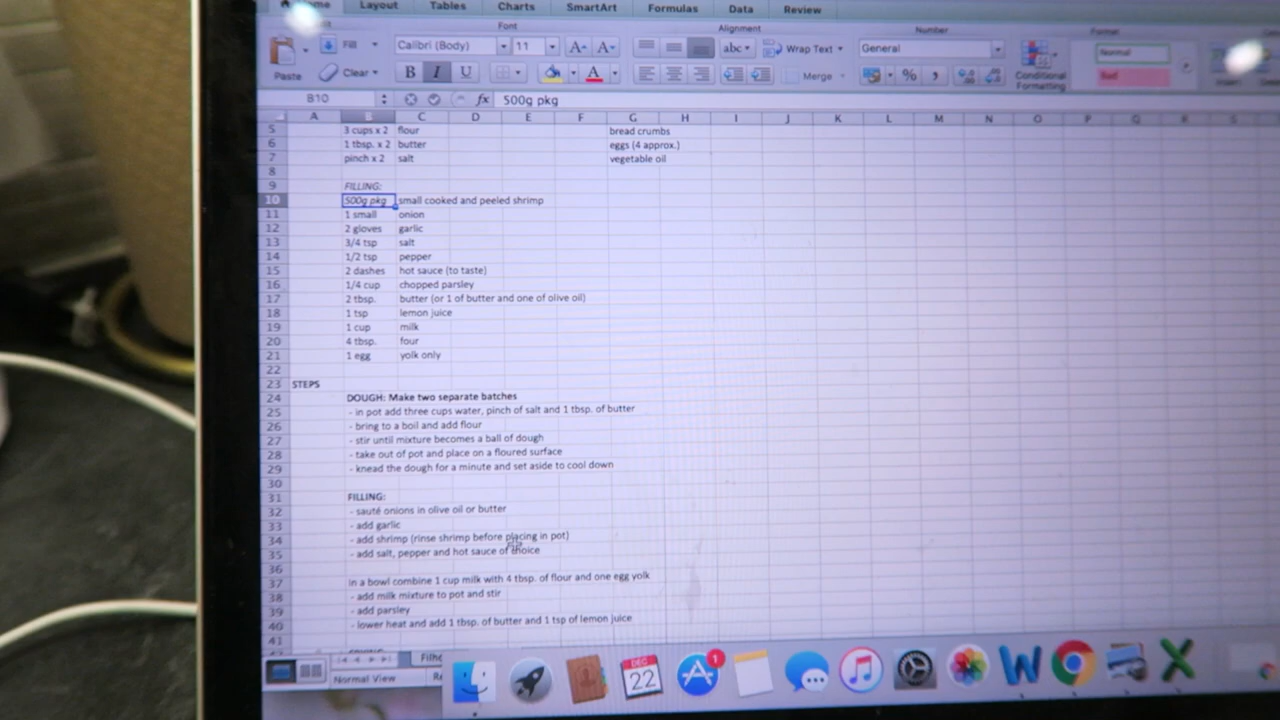 Home Layout Tables Charts SmartArt Formulas Data Review
Font Alignment Number Format
Fill Calibri (Body) 11 A A abc Wrap Text General Normal
Paste Clear B I U A Merge % , Conditional Formatting Bad
B10 fx 500g pkg
A B C D E F G H I J K L M N O P Q R S
5 3 cups x 2 flour bread crumbs
6 1 tbsp. x 2 butter eggs (4 approx.)
7 pinch x 2 salt vegetable oil
8
9 FILLING:
10 500g pkg small cooked and peeled shrimp
11 1 small onion
12 2 gloves garlic
13 3/4 tsp salt
14 1/2 tsp pepper
15 2 dashes hot sauce (to taste)
16 1/4 cup chopped parsley
17 2 tbsp. butter (or 1 of butter and one of olive oil)
18 1 tsp lemon juice
19 1 cup milk
20 4 tbsp. four
21 1 egg yolk only
22
23 STEPS
24 DOUGH: Make two separate batches
25 - in pot add three cups water, pinch of salt and 1 tbsp. of butter
26 - bring to a boil and add flour
27 - stir until mixture becomes a ball of dough
28 - take out of pot and place on a floured surface
29 - knead the dough for a minute and set aside to cool down
30
31 FILLING:
32 - sauté onions in olive oil or butter
33 - add garlic
34 - add shrimp (rinse shrimp before placing in pot)
35 - add salt, pepper and hot sauce of choice
36
37 in a bowl combine 1 cup milk with 4 tbsp. of flour and one egg yolk
38 - add milk mixture to pot and stir
39 - add parsley
40 - lower heat and add 1 tbsp. of butter and 1 tsp of lemon juice
41
Normal View
DEC
22
1
W X